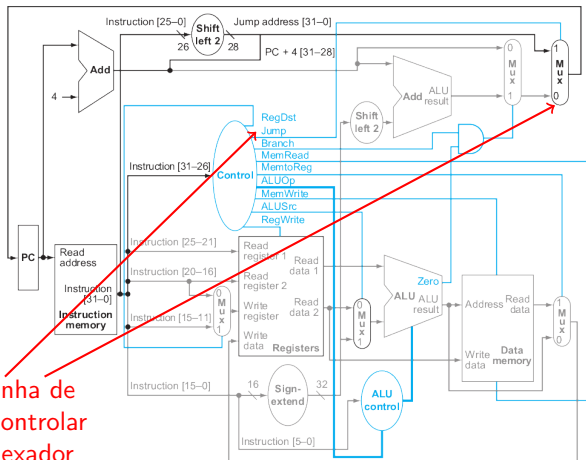 Instruction [25–0]
Shift
left 2
Jump address [31–0]
26
28
PC + 4 [31–28]
Add
4
0
M
u
x
1
1
M
u
x
0
Add
ALU
result
Shift
left 2
RegDst
Jump
Branch
MemRead
MemtoReg
ALUOp
MemWrite
ALUSrc
RegWrite
Instruction [31–26]
Control
PC
Read
address
Instruction
[31–0]
Instruction
memory
Instruction [25–21]
Instruction [20–16]
Instruction [15–11]
0
M
u
x
1
Read
register 1
Read
register 2
Write
register
Write
data
Read
data 1
Read
data 2
Registers
0
M
u
x
1
Zero
ALU
ALU
result
Address
Read
data
Write
data
Data
memory
1
M
u
x
0
Instruction [15–0]
16
Sign-
extend
32
ALU
control
Instruction [5–0]
nha de
ontrolar
exador